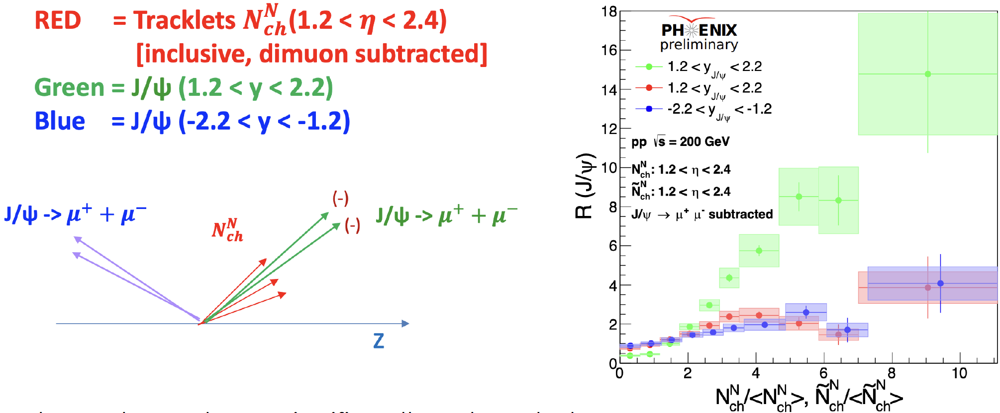 RED = Tracklets N^N_ch(1.2 < η < 2.4)
[inclusive, dimuon subtracted]
Green = J/ψ (1.2 < y < 2.2)
Blue = J/ψ (-2.2 < y < -1.2)
J/ψ -> μ⁺ + μ⁻
N^N_ch
(-)
(-)
J/ψ -> μ⁺ + μ⁻
Z
PHENIX
preliminary
1.2 < y_J/ψ < 2.2
1.2 < y_J/ψ < 2.2
-2.2 < y_J/ψ < -1.2
pp √s = 200 GeV
N^N_ch: 1.2 < η < 2.4
Ñ^N_ch: 1.2 < η < 2.4
J/ψ → μ⁺ μ⁻ subtracted
R (J/ψ)
18
16
14
12
10
8
6
4
2
0
0 2 4 6 8 10
N^N_ch/<N^N_ch>, Ñ^N_ch/<Ñ^N_ch>